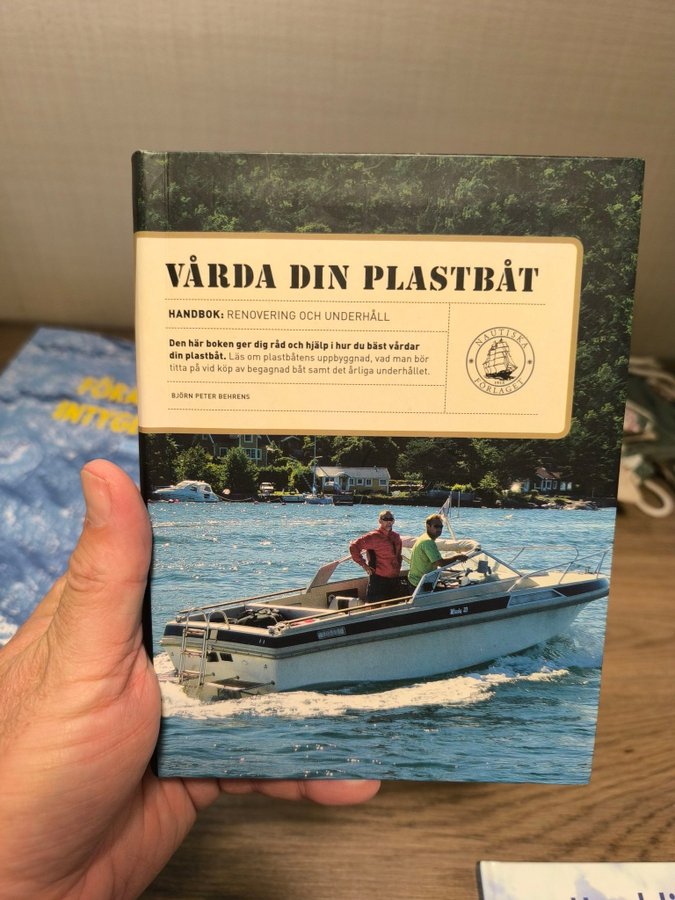 VÅRDA DIN PLASTBÅT
HANDBOK: RENOVERING OCH UNDERHÅLL
Den här boken ger dig råd och hjälp i hur du bäst vårdar
din plastbåt. Läs om plastbåtens uppbyggnad, vad man bör
titta på vid köp av begagnad båt samt det årliga underhållet.
BJÖRN PETER BEHRENS
NAUTISKA
FÖRLAGET